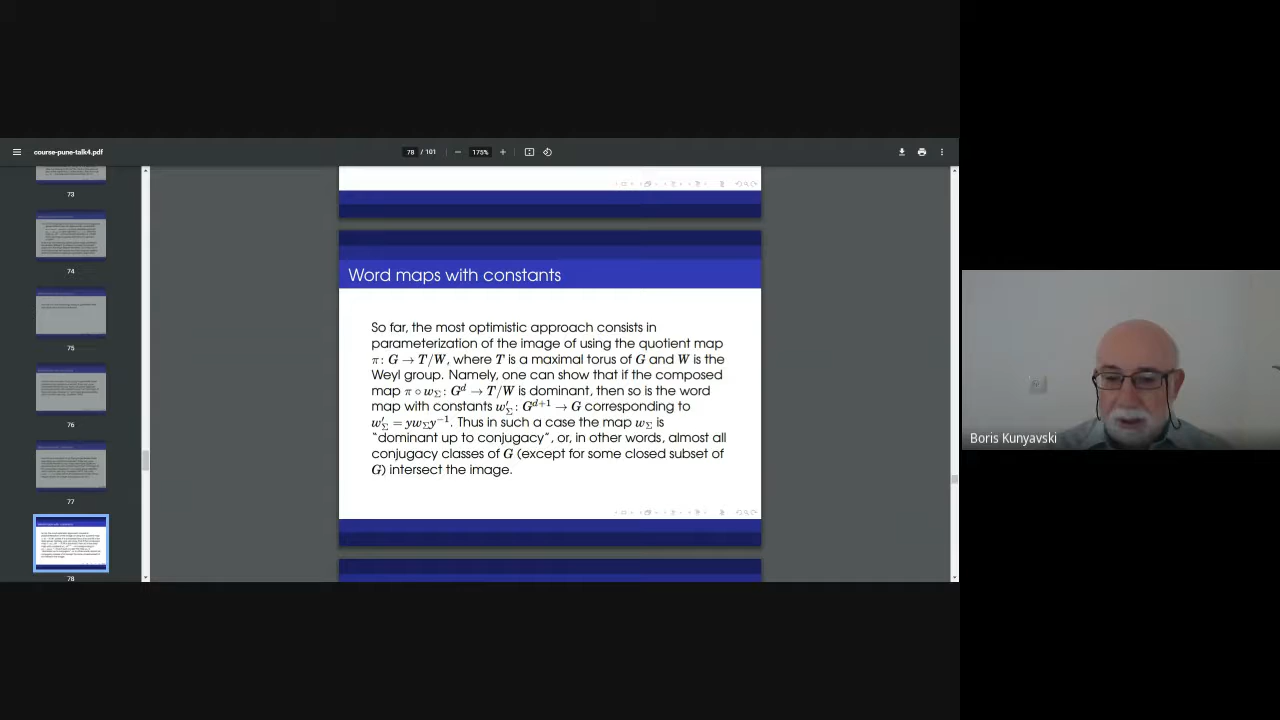 course-pune-talk4.pdf
78 / 101
175%
73
74
75
76
77
78
Word maps with constants
So far, the most optimistic approach consists in
parameterization of the image of using the quotient map
π: G → T/W, where T is a maximal torus of G and W is the
Weyl group. Namely, one can show that if the composed
map π ∘ w_Σ: G^d → T/W is dominant, then so is the word
map with constants w′_Σ: G^{d+1} → G corresponding to
w′_Σ = yw_Σy^{−1}. Thus in such a case the map w_Σ is
“dominant up to conjugacy”, or, in other words, almost all
conjugacy classes of G (except for some closed subset of
G) intersect the image.
Boris Kunyavski